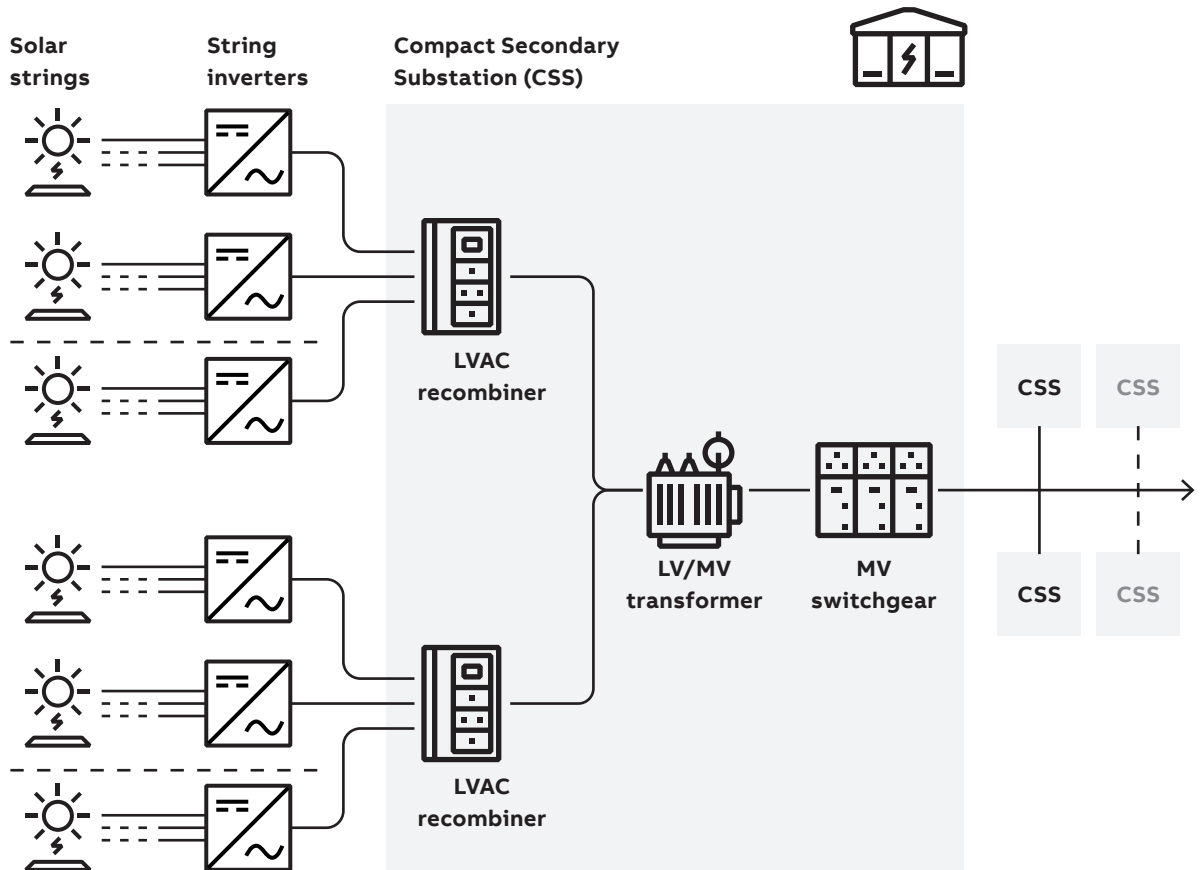 Solar
strings
String
inverters
Compact Secondary
Substation (CSS)
LVAC
recombiner
LV/MV
transformer
MV
switchgear
CSS
CSS
CSS
CSS
LVAC
recombiner